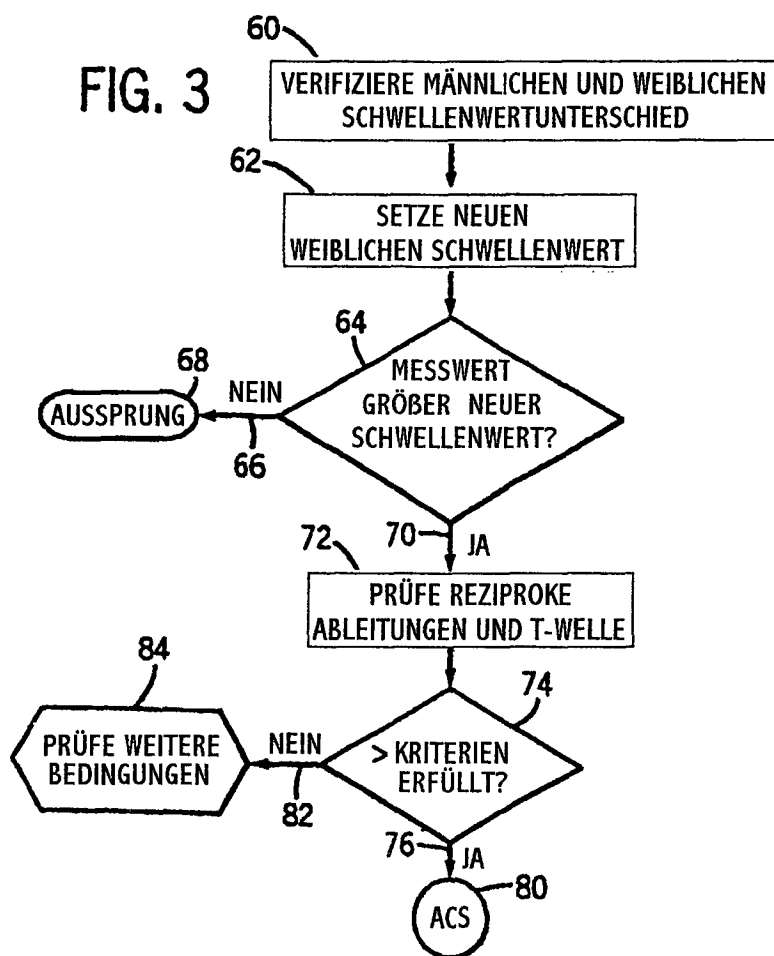 FIG. 3
60
VERIFIZIERE MÄNNLICHEN UND WEIBLICHEN
SCHWELLENWERTUNTERSCHIED
62
SETZE NEUEN
WEIBLICHEN SCHWELLENWERT
64
MESSWERT
GRÖßER NEUER
SCHWELLENWERT?
68
AUSSPRUNG
NEIN
66
70
JA
72
PRÜFE REZIPROKE
ABLEITUNGEN UND T-WELLE
74
> KRITERIEN
ERFÜLLT?
84
PRÜFE WEITERE
BEDINGUNGEN
NEIN
82
76
JA
80
ACS